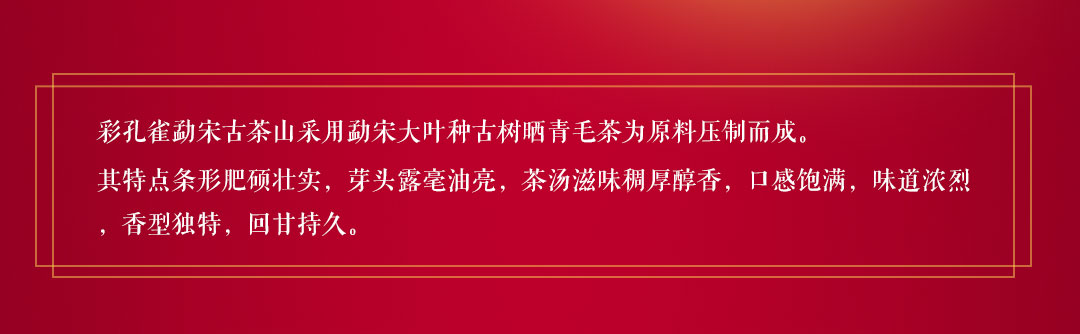 彩孔雀勐宋古茶山采用勐宋大叶种古树晒青毛茶为原料压制而成。
其特点条形肥硕壮实，芽头露毫油亮，茶汤滋味稠厚醇香，口感饱满，味道浓烈
，香型独特，回甘持久。